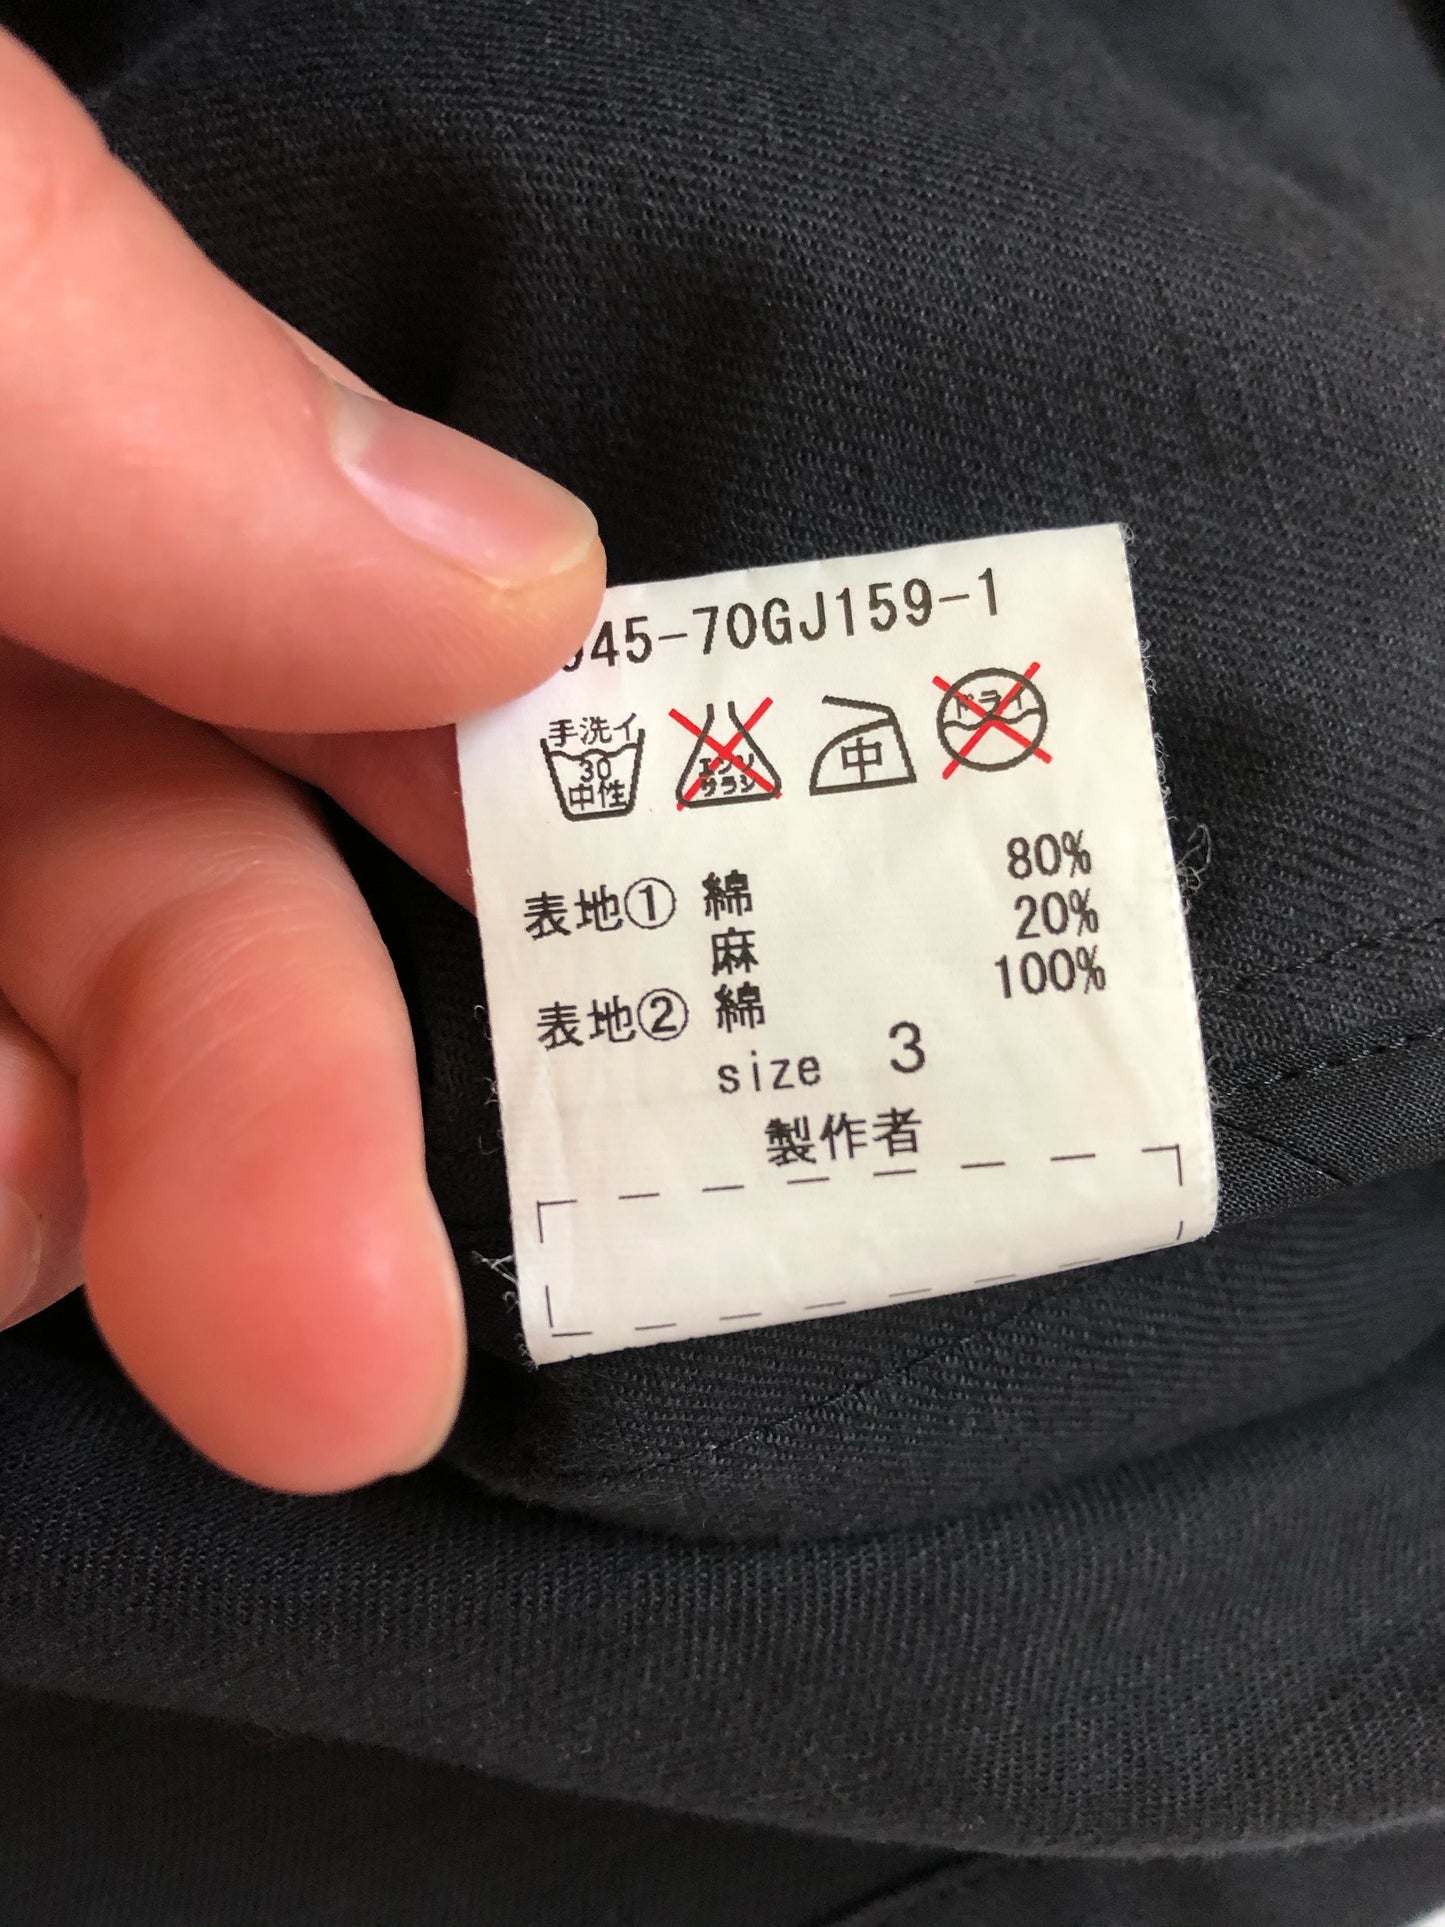 45-70GJ159-1
手洗イ
30
中性
エンソ
サラシ
中
ドライ
表地① 綿 80%
麻 20%
表地② 綿 100%
size 3
製作者